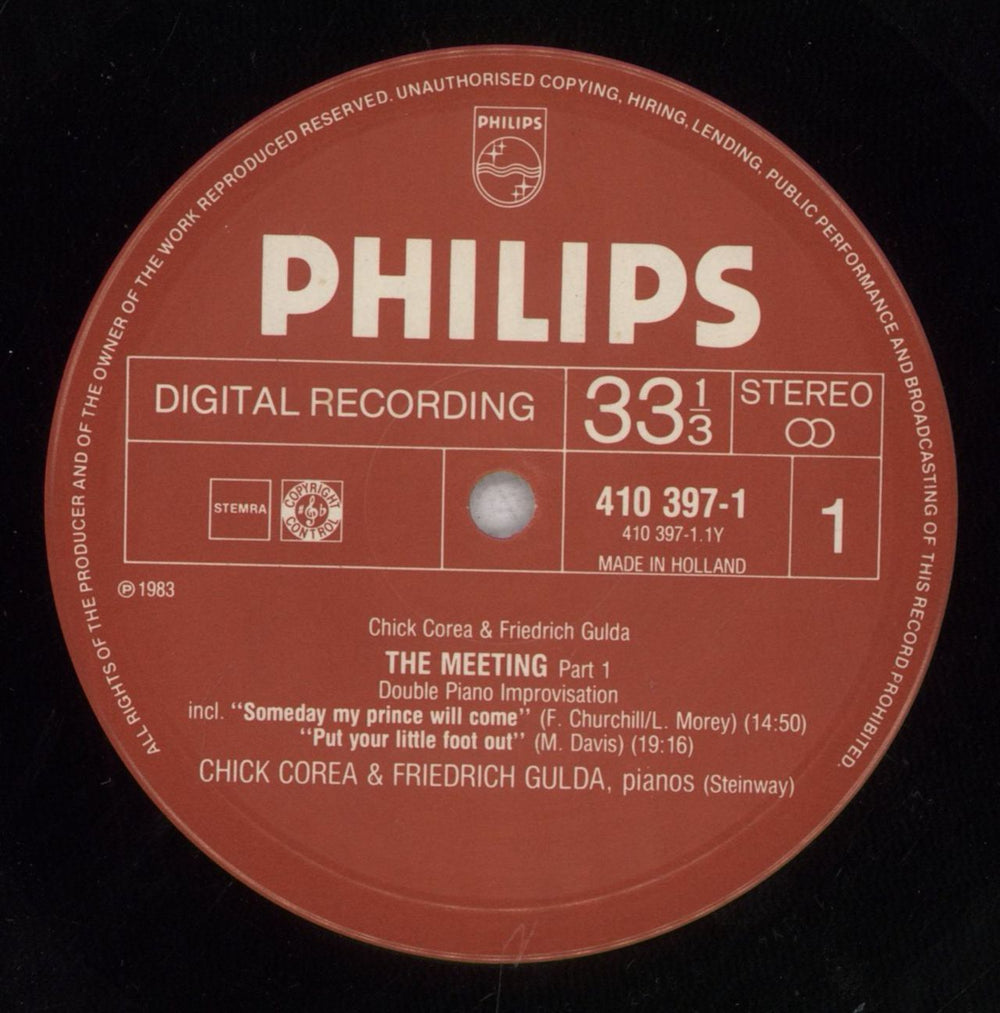 ALL RIGHTS OF THE PRODUCER AND OF THE OWNER OF THE WORK REPRODUCED RESERVED. UNAUTHORISED COPYING, HIRING, LENDING, PUBLIC PERFORMANCE AND BROADCASTING OF THIS RECORD PROHIBITED.
PHILIPS
PHILIPS
DIGITAL RECORDING
33 1/3
STEREO
STEMRA
COPYRIGHT CONTROL
410 397-1
410 397-1.1Y
MADE IN HOLLAND
1
℗ 1983
Chick Corea & Friedrich Gulda
THE MEETING Part 1
Double Piano Improvisation
incl. “Someday my prince will come” (F. Churchill/L. Morey) (14:50)
“Put your little foot out” (M. Davis) (19:16)
CHICK COREA & FRIEDRICH GULDA, pianos (Steinway)